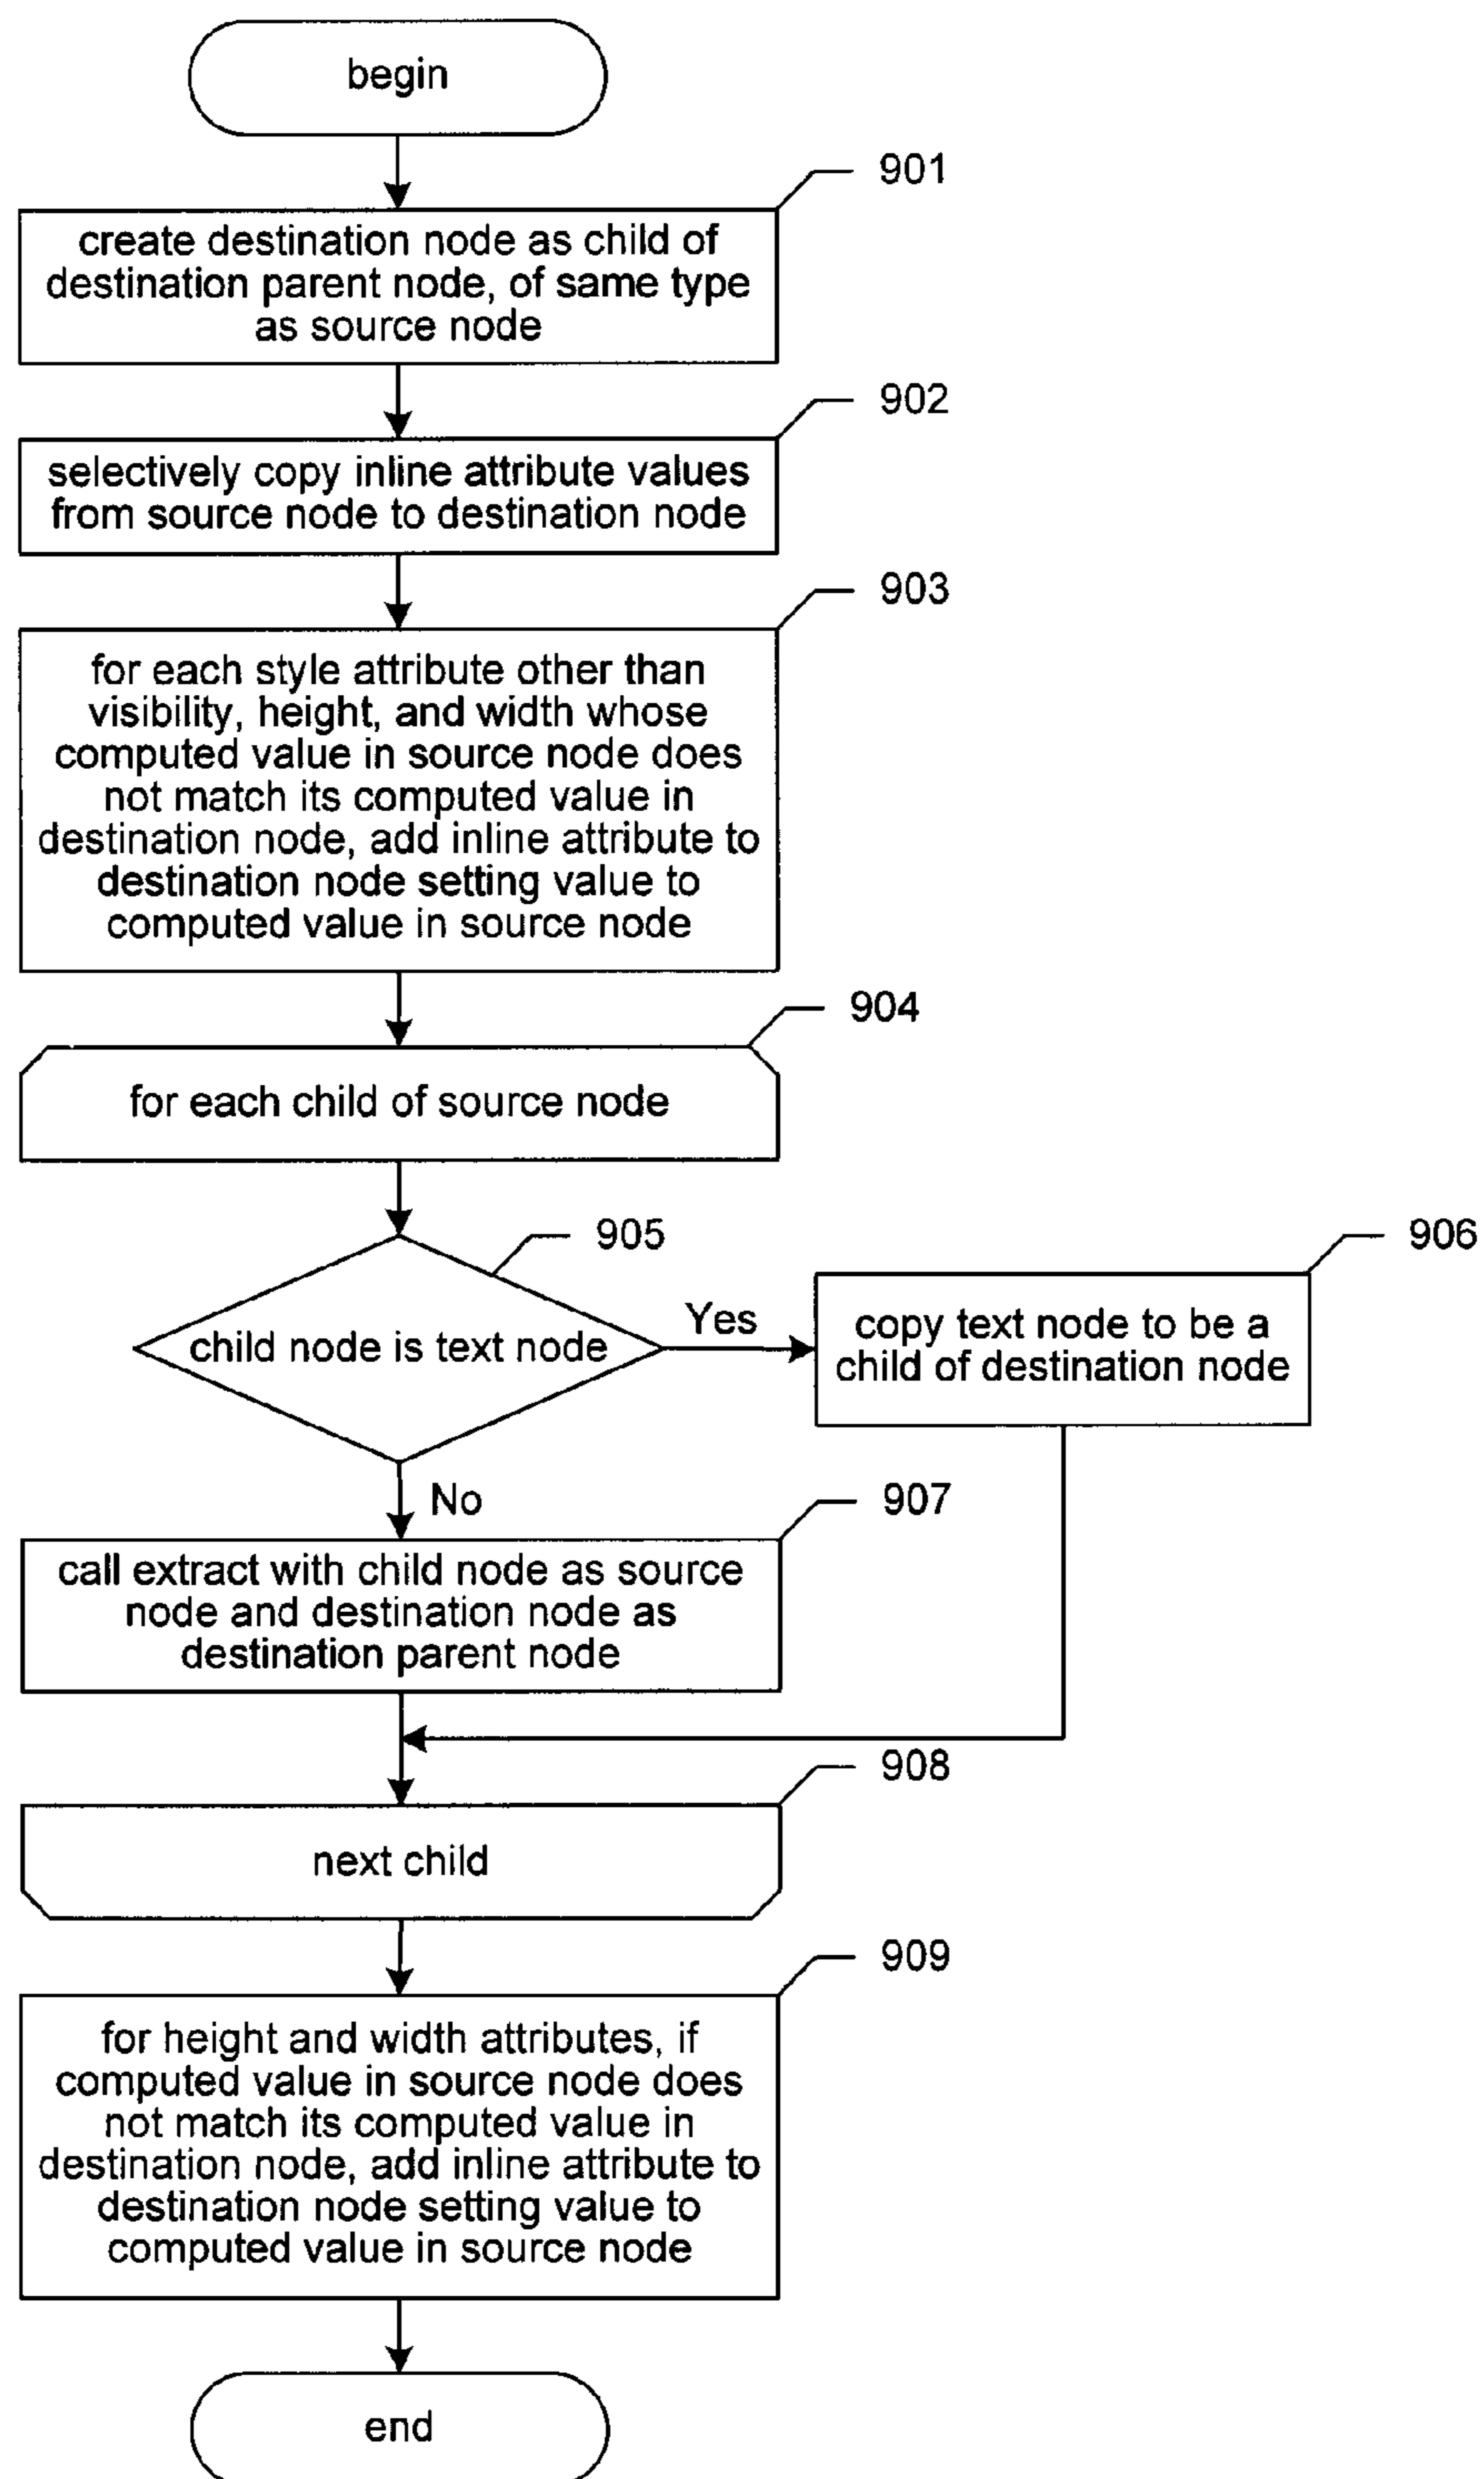 begin
901
create destination node as child of
destination parent node, of same type
as source node
902
selectively copy inline attribute values
from source node to destination node
903
for each style attribute other than
visibility, height, and width whose
computed value in source node does
not match its computed value in
destination node, add inline attribute to
destination node setting value to
computed value in source node
904
for each child of source node
905
child node is text node
Yes
906
copy text node to be a
child of destination node
No
907
call extract with child node as source
node and destination node as
destination parent node
908
next child
909
for height and width attributes, if
computed value in source node does
not match its computed value in
destination node, add inline attribute to
destination node setting value to
computed value in source node
end